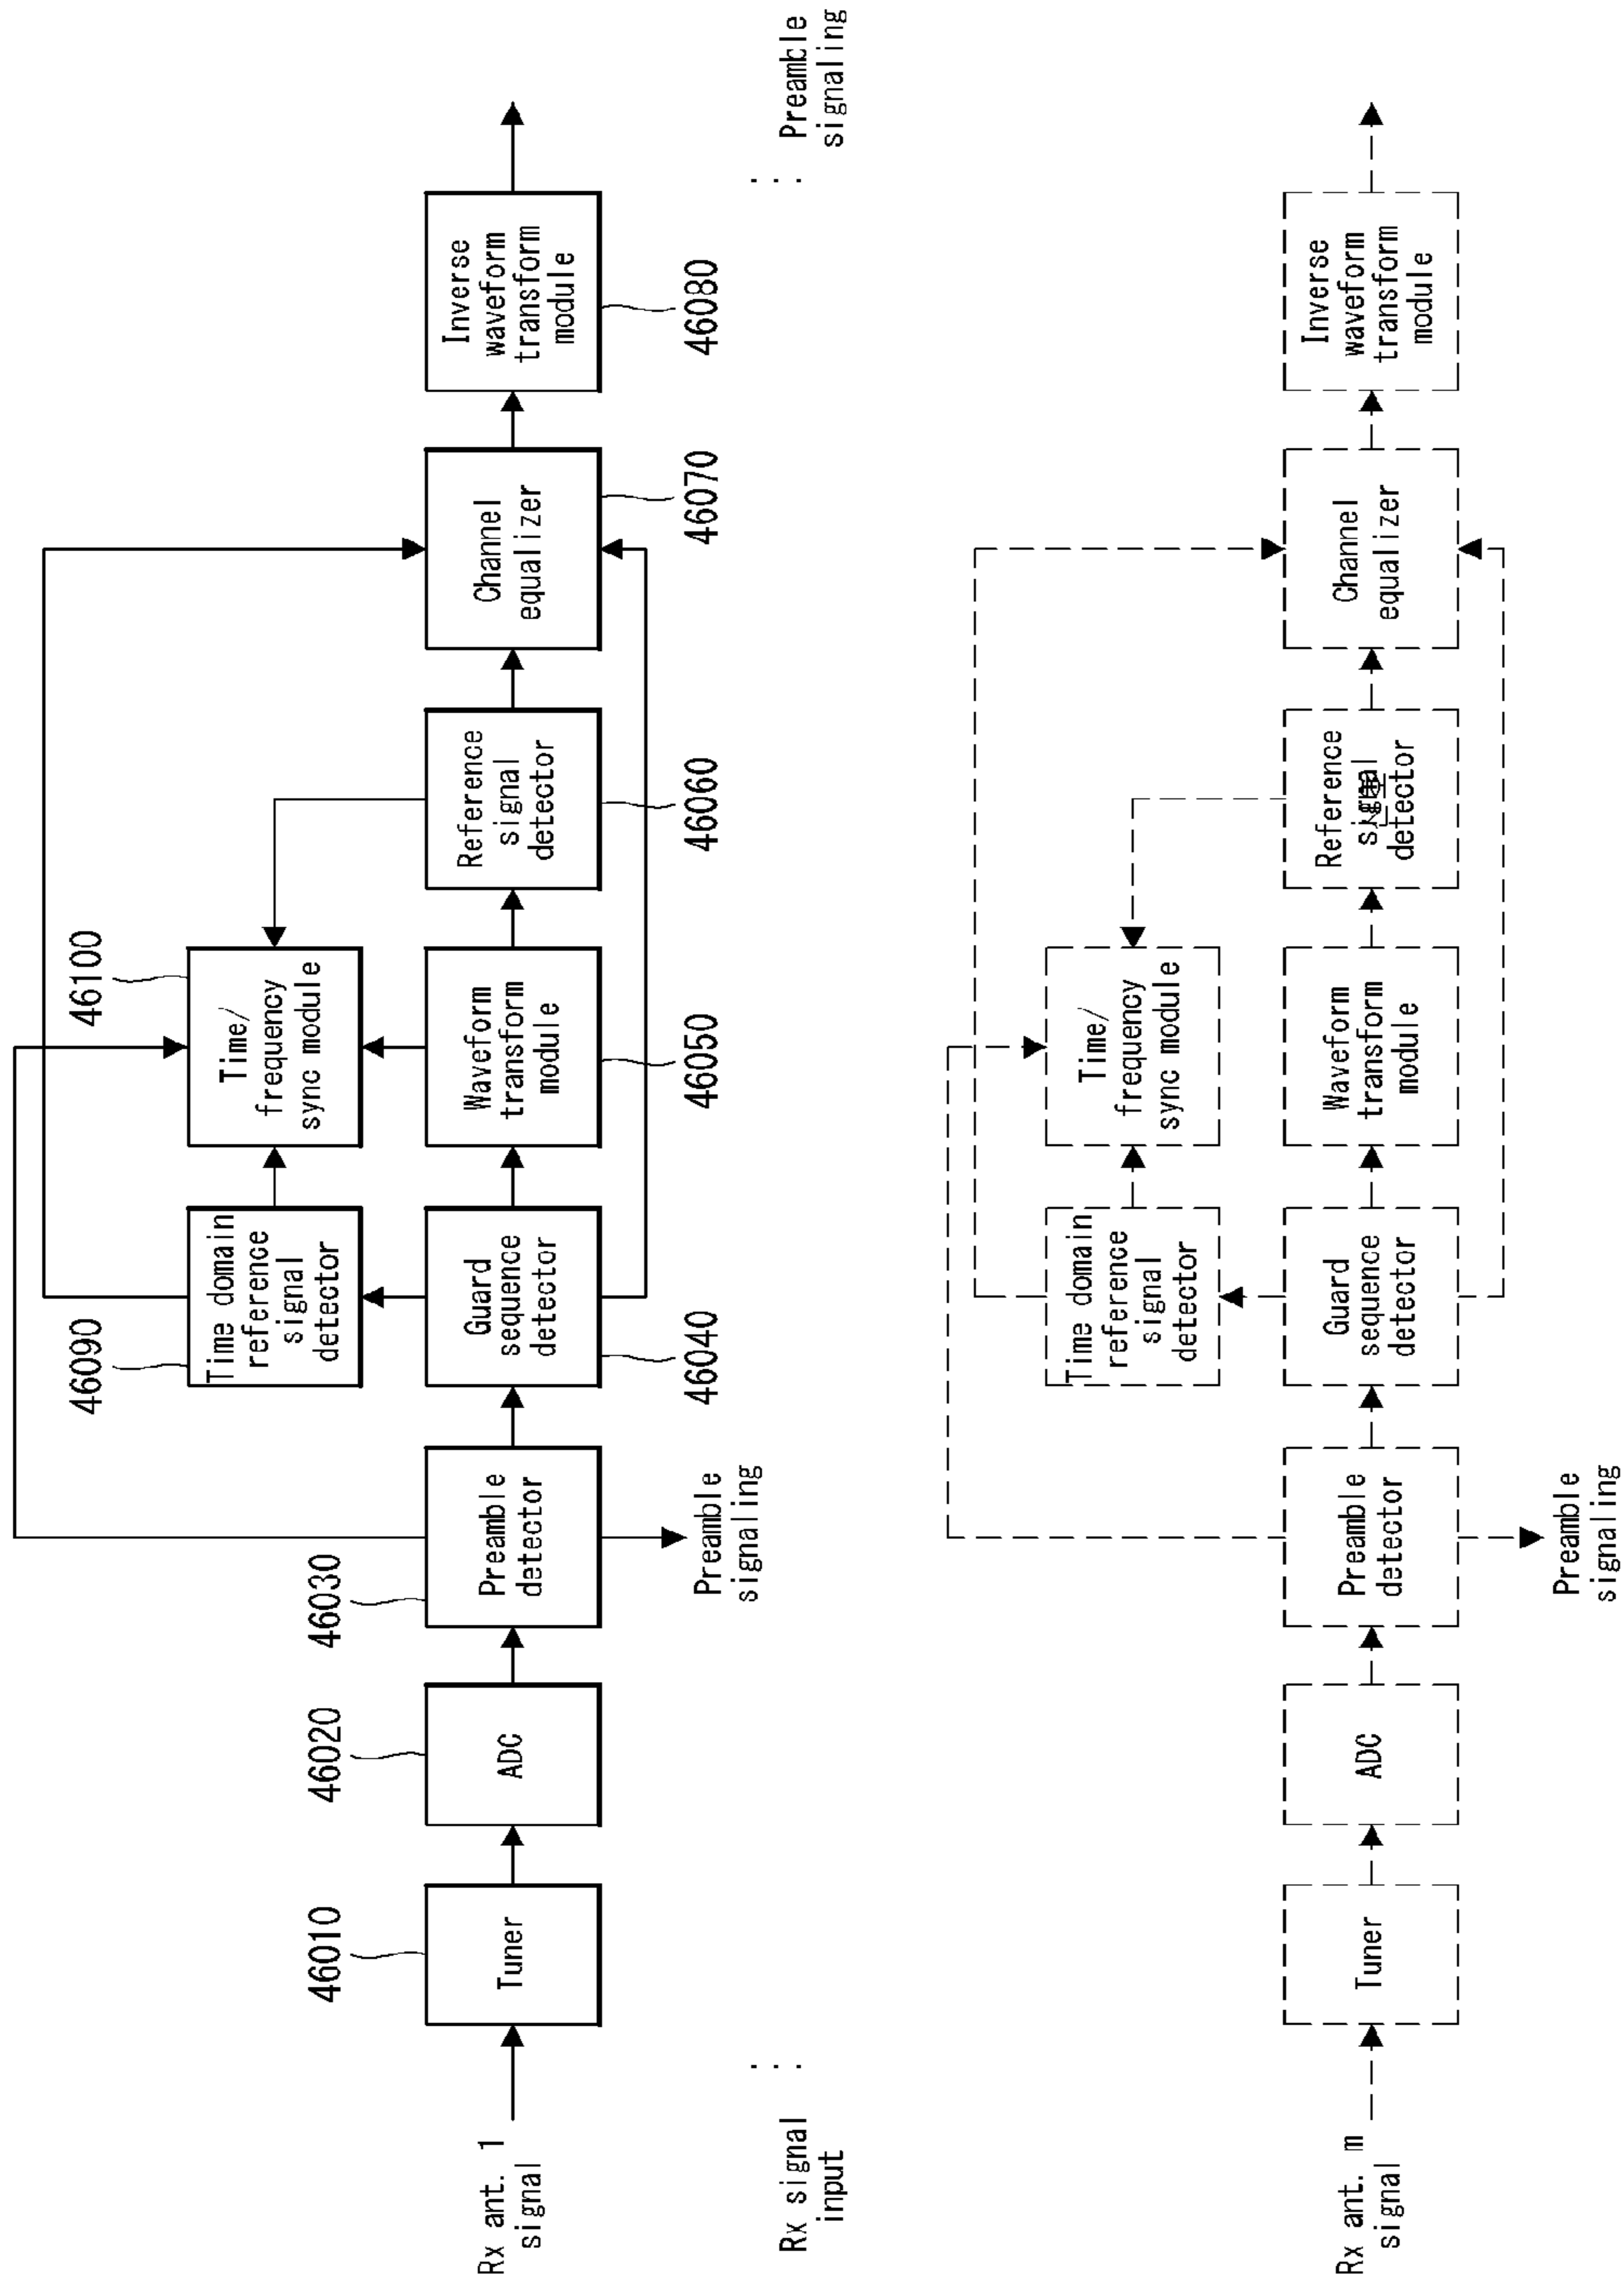 46100
46090
Time/
frequency
sync module
Time domain
reference
signal
detector
46010
46020
46030
Rx ant. 1
signal
Tuner
ADC
Preamble
detector
Guard
sequence
detector
Waveform
transform
module
Reference
signal
detector
Channel
equalizer
Inverse
waveform
transform
module
46040
46050
46060
46070
46080
Preamble
signaling
Rx signal
input
...
...
Preamble
signaling
Time domain
reference
signal
detector
Time/
frequency
sync module
Rx ant. m
signal
Tuner
ADC
Preamble
detector
Guard
sequence
detector
Waveform
transform
module
Reference
signal
detector
Channel
equalizer
Inverse
waveform
transform
module
Preamble
signaling